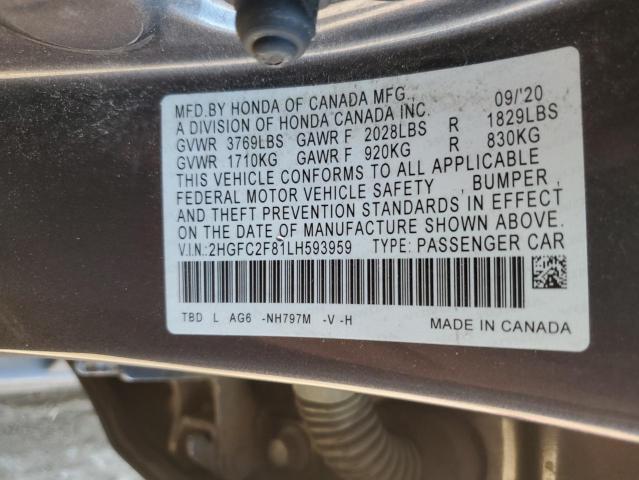 MFD.BY HONDA OF CANADA MFG., 09/'20
A DIVISION OF HONDA CANADA INC.
GVWR 3769LBS GAWR F 2028LBS R 1829LBS
GVWR 1710KG GAWR F 920KG R 830KG
THIS VEHICLE CONFORMS TO ALL APPLICABLE
FEDERAL MOTOR VEHICLE SAFETY , BUMPER ,
AND THEFT PREVENTION STANDARDS IN EFFECT
ON THE DATE OF MANUFACTURE SHOWN ABOVE.
V.I.N.:2HGFC2F81LH593959 TYPE: PASSENGER CAR
TBD L AG6 -NH797M -V -H MADE IN CANADA